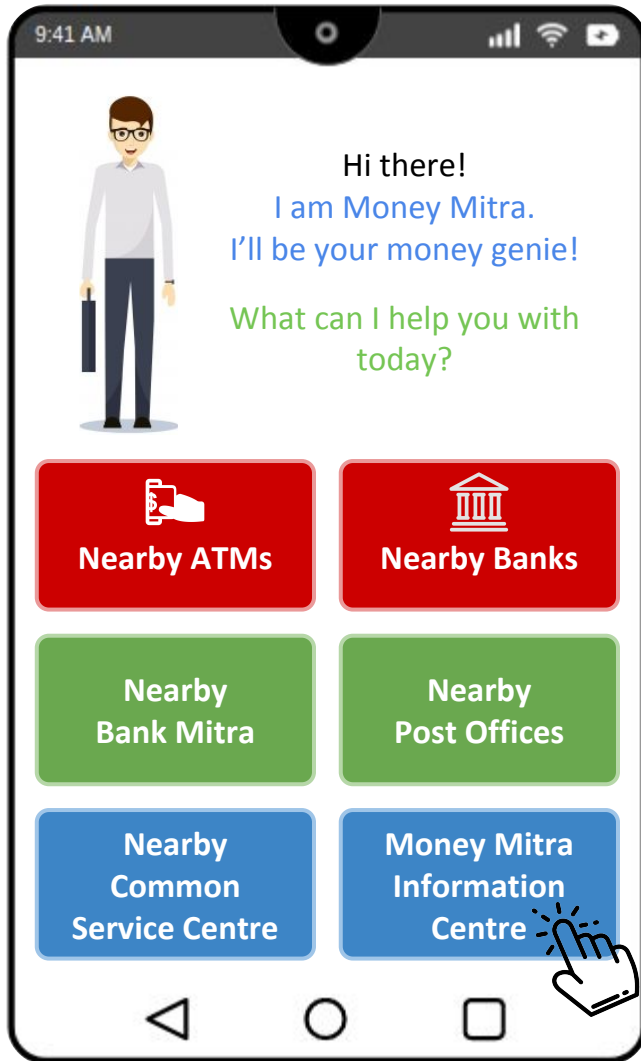 9:41 AM
Hi there!
I am Money Mitra.
I’ll be your money genie!
What can I help you with
today?
$
Nearby ATMs
Nearby Banks
Nearby
Bank Mitra
Nearby
Post Offices
Nearby
Common
Service Centre
Money Mitra
Information
Centre